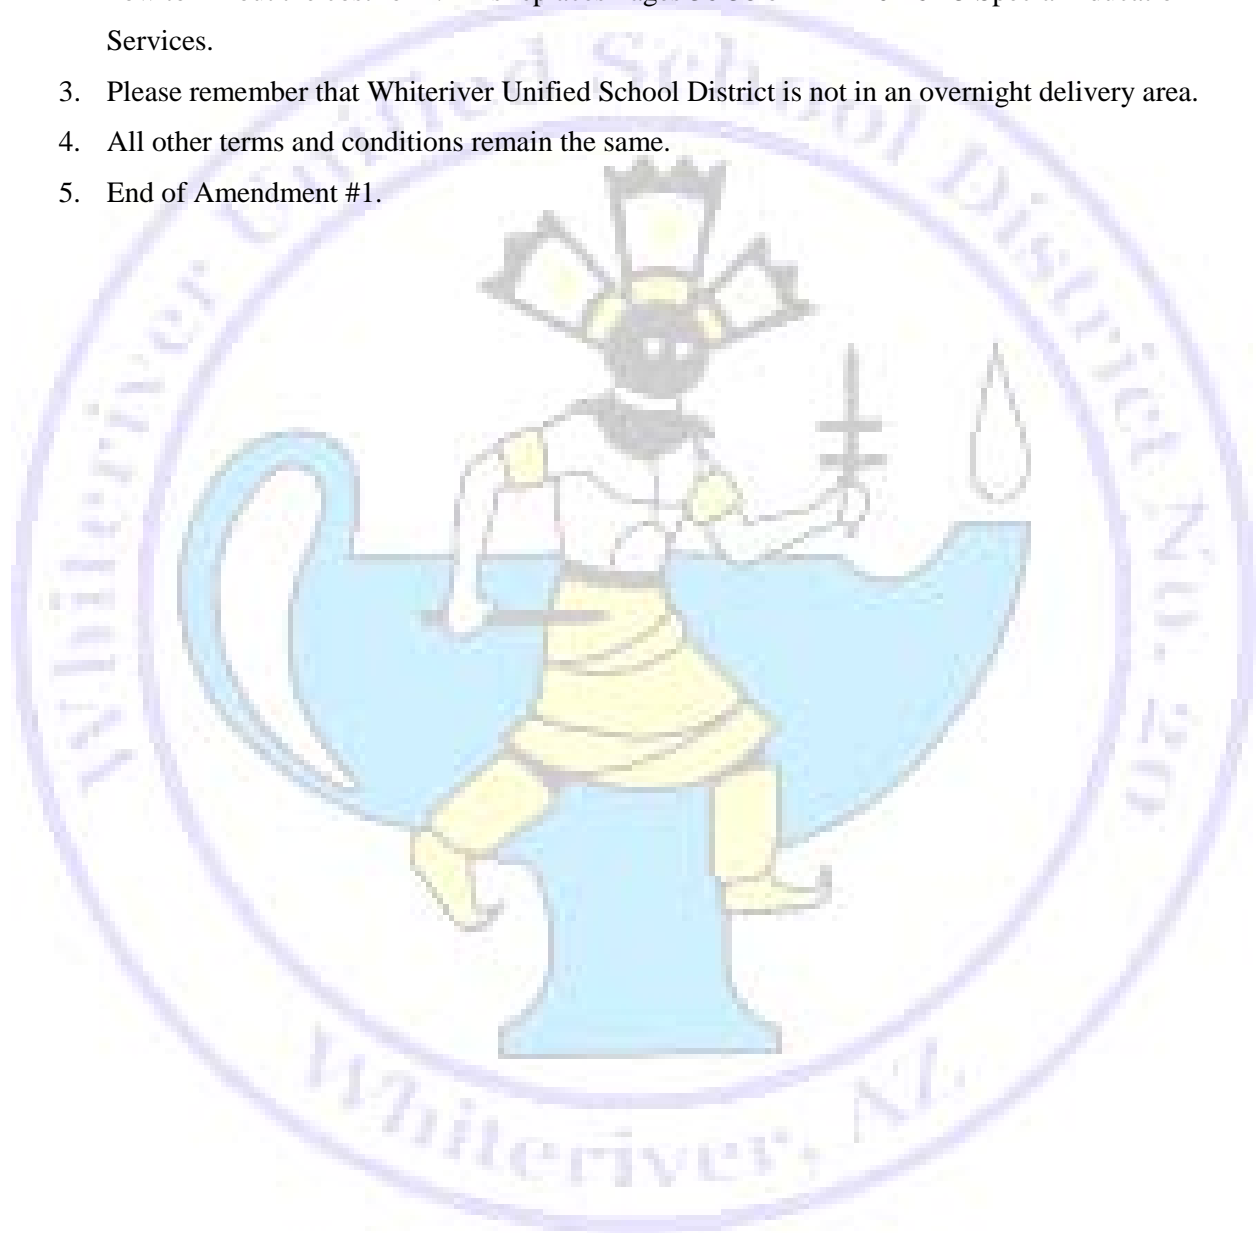 Services.
3. Please remember that Whiteriver Unified School District is not in an overnight delivery area.
4. All other terms and conditions remain the same.
5. End of Amendment #1.
Whiteriver Unified School District No. 20
Whiteriver, AZ